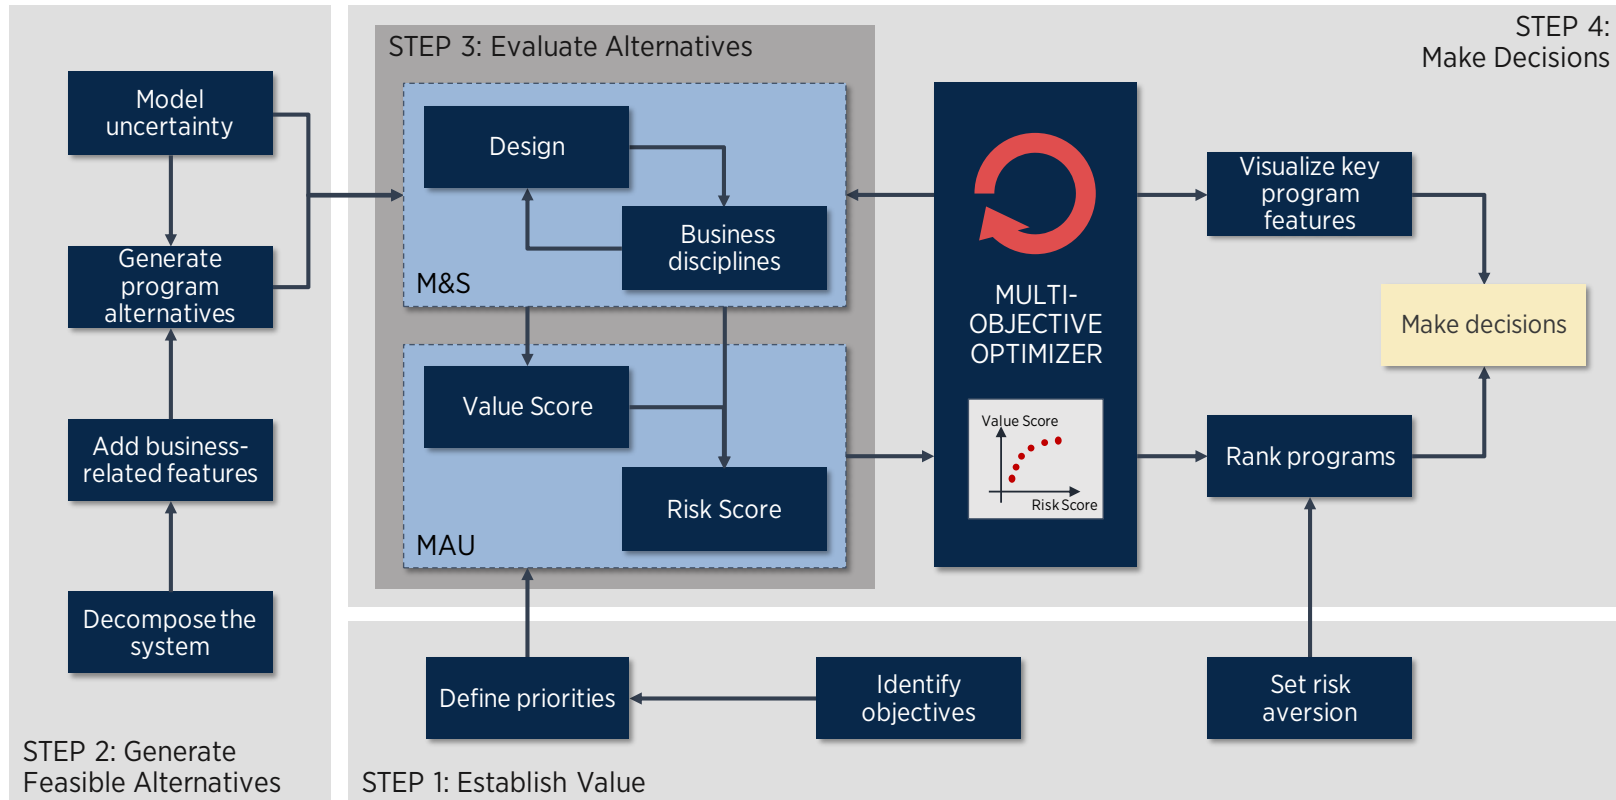 Model
uncertainty
Generate
program
alternatives
Add business-
related features
Decompose the
system
STEP 2: Generate
Feasible Alternatives
STEP 3: Evaluate Alternatives
Design
Business
disciplines
M&S
Value Score
Risk Score
MAU
MULTI-
OBJECTIVE
OPTIMIZER
Value Score
Risk Score
STEP 4:
Make Decisions
Visualize key
program
features
Make decisions
Rank programs
Define priorities
Identify
objectives
Set risk
aversion
STEP 1: Establish Value